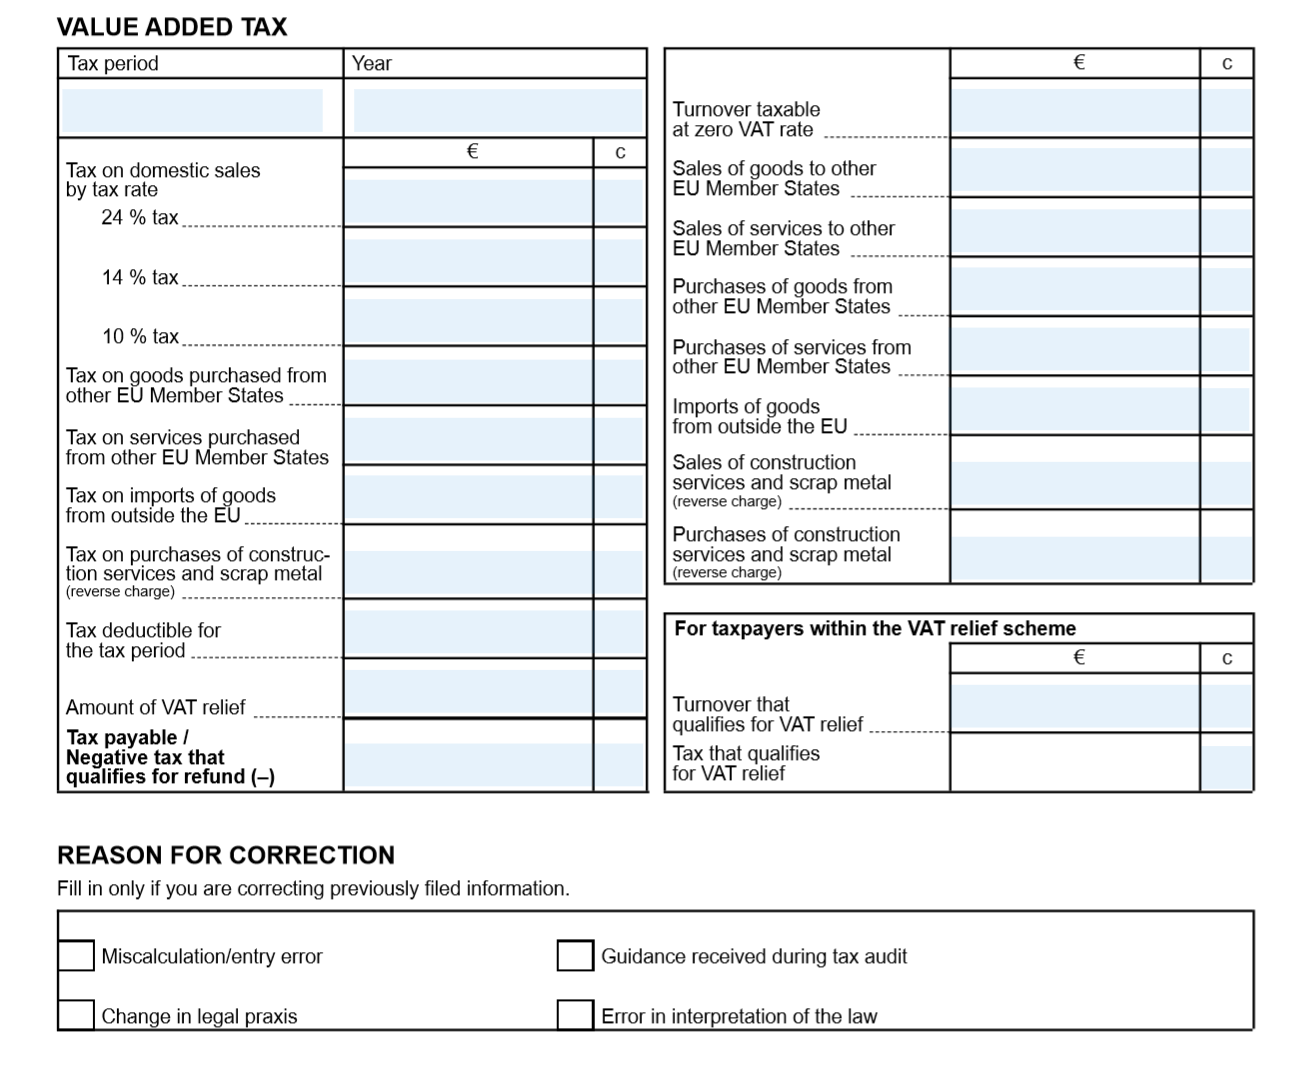 VALUE ADDED TAX
Tax period
Year
€
c
Tax on domestic sales
by tax rate
24 % tax
14 % tax
10 % tax
Tax on goods purchased from
other EU Member States
Tax on services purchased
from other EU Member States
Tax on imports of goods
from outside the EU
Tax on purchases of construc-
tion services and scrap metal
(reverse charge)
Tax deductible for
the tax period
Amount of VAT relief
Tax payable /
Negative tax that
qualifies for refund (–)
€
c
Turnover taxable
at zero VAT rate
Sales of goods to other
EU Member States
Sales of services to other
EU Member States
Purchases of goods from
other EU Member States
Purchases of services from
other EU Member States
Imports of goods
from outside the EU
Sales of construction
services and scrap metal
(reverse charge)
Purchases of construction
services and scrap metal
(reverse charge)
For taxpayers within the VAT relief scheme
€
c
Turnover that
qualifies for VAT relief
Tax that qualifies
for VAT relief
REASON FOR CORRECTION
Fill in only if you are correcting previously filed information.
Miscalculation/entry error
Guidance received during tax audit
Change in legal praxis
Error in interpretation of the law